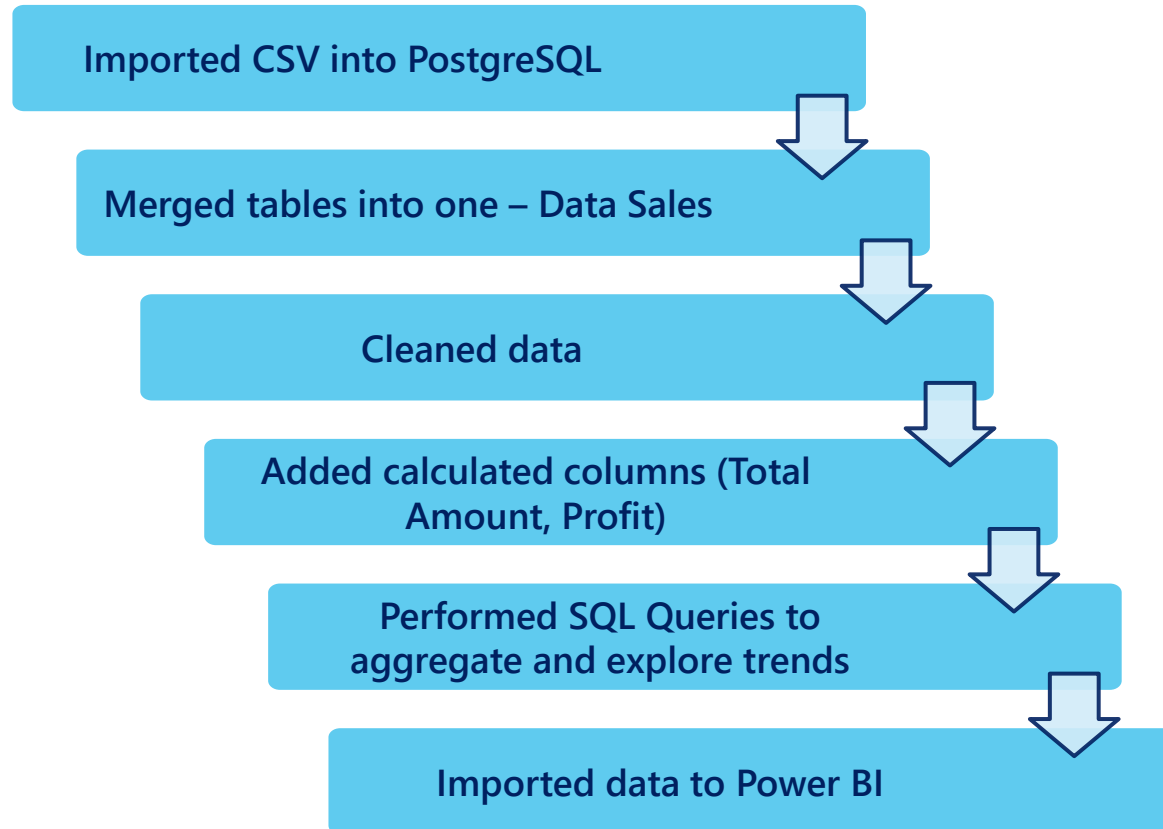 Imported CSV into PostgreSQL
Merged tables into one – Data Sales
Cleaned data
Added calculated columns (Total
Amount, Profit)
Performed SQL Queries to
aggregate and explore trends
Imported data to Power BI